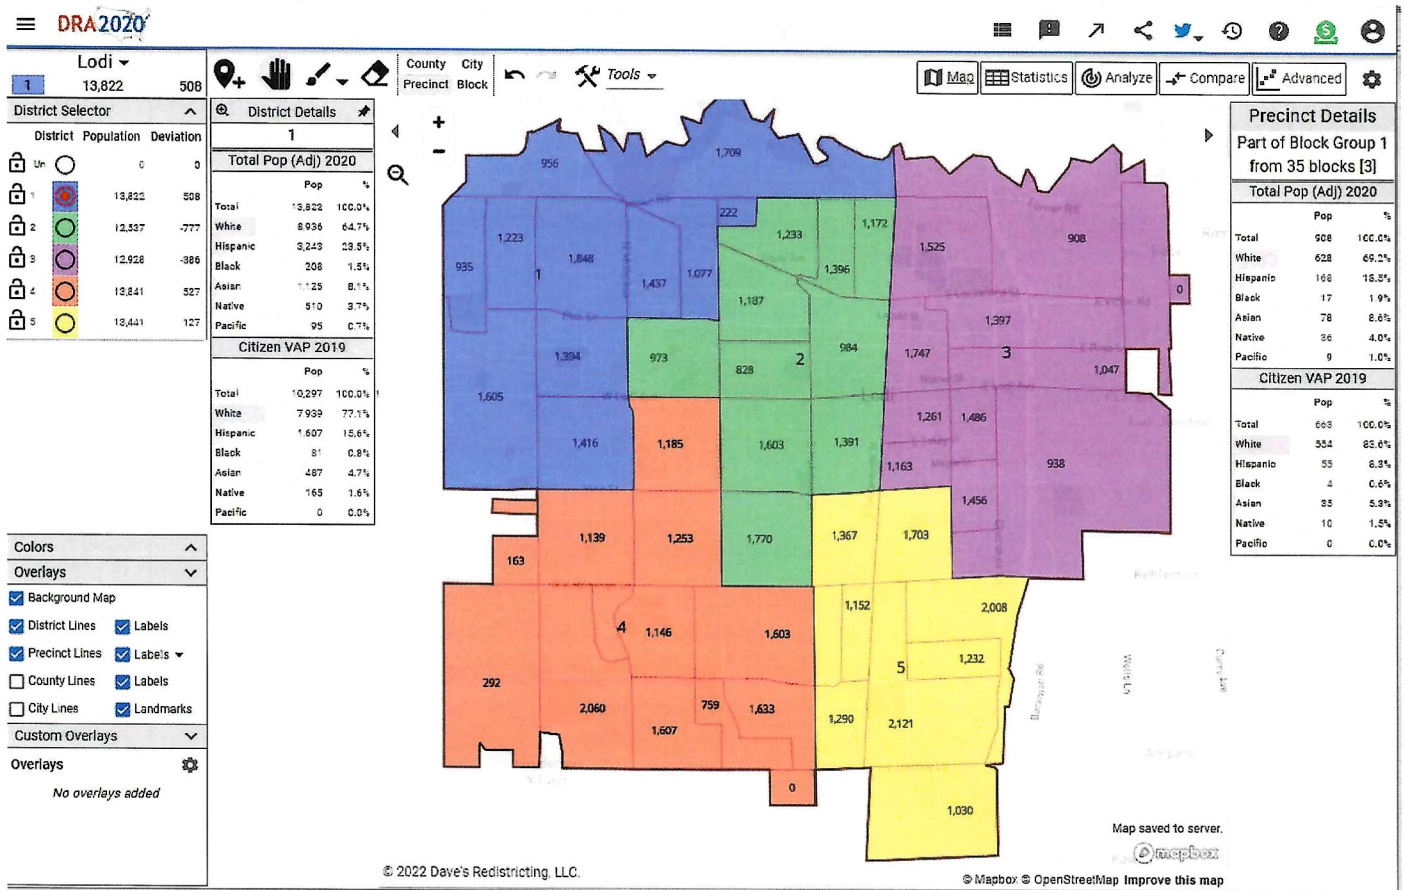 DRA2020
Lodi
1 13,822 508
County City
Precinct Block
Tools
Map
Statistics
Analyze
Compare
Advanced
District Selector
District Population Deviation
Un 0 0
1 13,822 508
2 12,537 -777
3 12,928 -386
4 13,841 527
5 13,441 127
District Details
1
Total Pop (Adj) 2020
Pop %
Total 13,822 100.0%
White 8,936 64.7%
Hispanic 3,243 23.5%
Black 208 1.5%
Asian 1,125 8.1%
Native 510 3.7%
Pacific 95 0.7%
Citizen VAP 2019
Pop %
Total 10,297 100.0%
White 7,939 77.1%
Hispanic 1,607 15.6%
Black 81 0.8%
Asian 487 4.7%
Native 165 1.6%
Pacific 0 0.0%
Colors
Overlays
Background Map
District Lines Labels
Precinct Lines Labels
County Lines Labels
City Lines Landmarks
Custom Overlays
Overlays
No overlays added
956
1,709
222
1,172
1,223
1,233
1,525
908
935
1
1,848
1,437
1,077
1,396
0
1,187
1,397
1,394
973
828
2
984
1,747
3
1,047
1,605
1,261
1,486
1,416
1,185
1,603
1,391
1,163
938
1,456
163
1,139
1,253
1,770
1,367
1,703
1,152
2,008
4
1,146
1,603
5
1,232
292
2,060
1,607
759
1,633
1,290
2,121
0
1,030
Kettleman
Wells Ln
Ampere
Precinct Details
Part of Block Group 1
from 35 blocks [3]
Total Pop (Adj) 2020
Pop %
Total 908 100.0%
White 628 69.2%
Hispanic 168 18.5%
Black 17 1.9%
Asian 78 8.6%
Native 36 4.0%
Pacific 9 1.0%
Citizen VAP 2019
Pop %
Total 663 100.0%
White 554 83.6%
Hispanic 55 8.3%
Black 4 0.6%
Asian 35 5.3%
Native 10 1.5%
Pacific 0 0.0%
Map saved to server.
mapbox
© 2022 Dave's Redistricting, LLC.
© Mapbox © OpenStreetMap Improve this map